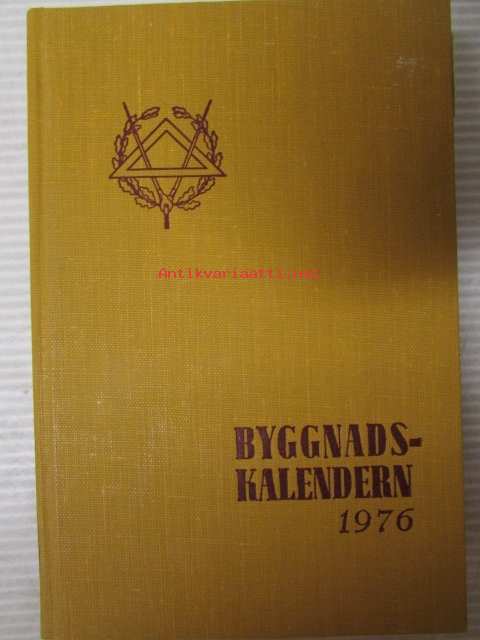 Antikvariaatti.net
BYGGNADS-
KALENDERN
1976